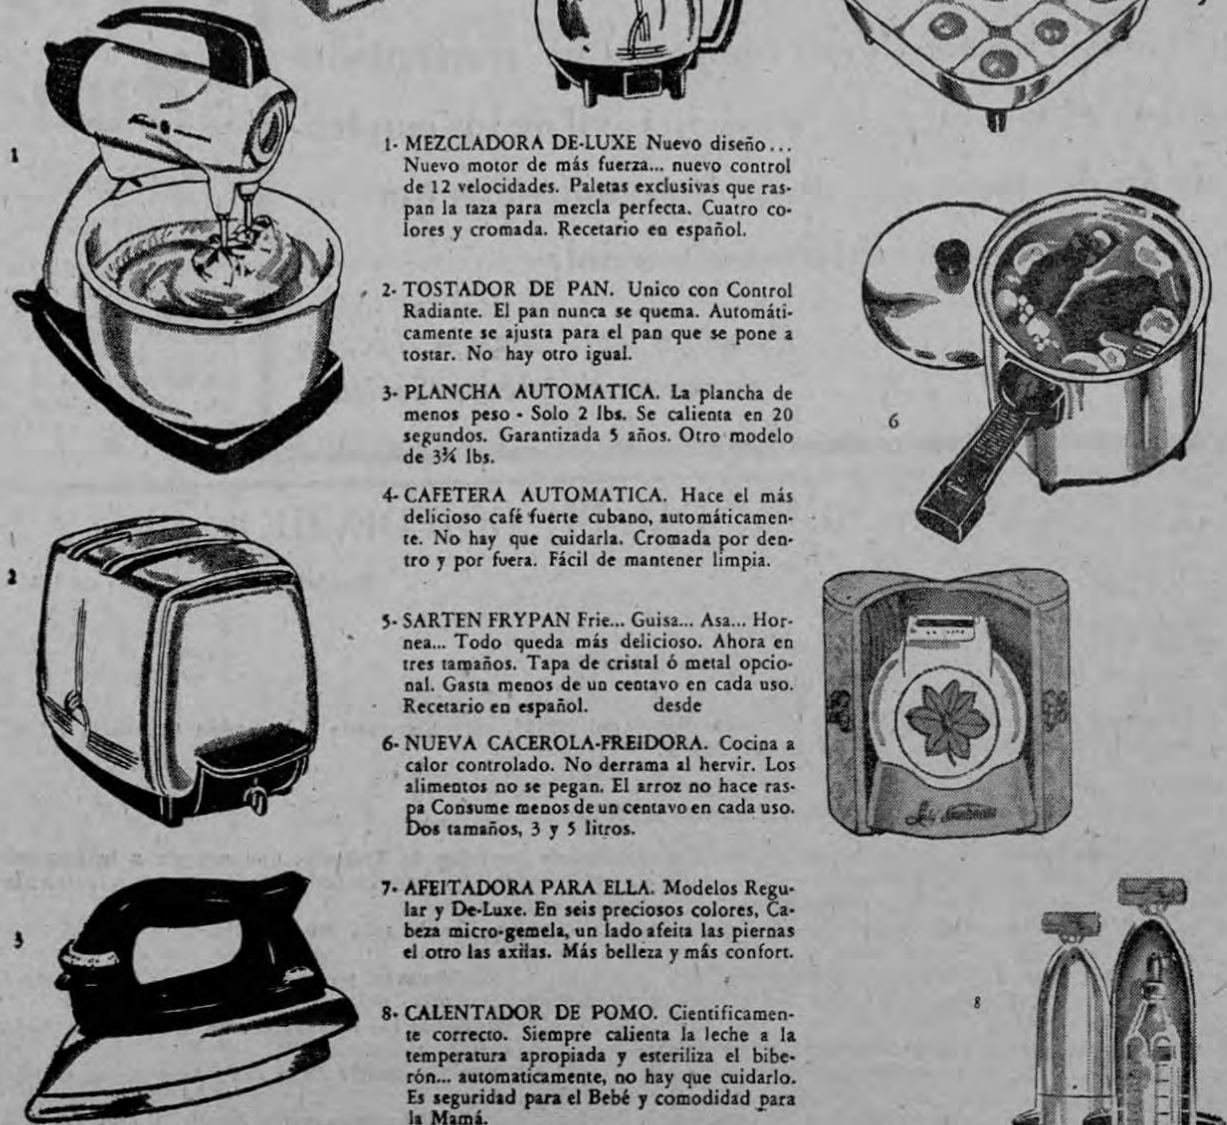 1- MEZCLADORA DE-LUXE Nuevo diseño...
Nuevo motor de más fuerza... nuevo control
de 12 velocidades. Paletas exclusivas que ras-
pan la taza para mezcla perfecta. Cuatro co-
lores y cromada. Recetario en español.
2- TOSTADOR DE PAN. Unico con Control
Radiante. El pan nunca se quema. Automáti-
camente se ajusta para el pan que se pone a
tostar. No hay otro igual.
3- PLANCHA AUTOMATICA. La plancha de
menos peso - Solo 2 lbs. Se calienta en 20
segundos. Garantizada 5 años. Otro modelo
de 3¾ lbs.
4- CAFETERA AUTOMATICA. Hace el más
delicioso café fuerte cubano, automáticamen-
te. No hay que cuidarla. Cromada por den-
tro y por fuera. Fácil de mantener limpia.
5- SARTEN FRYPAN Frie... Guisa... Asa... Hor-
nea... Todo queda más delicioso. Ahora en
tres tamaños. Tapa de cristal ó metal opcio-
nal. Gasta menos de un centavo en cada uso.
Recetario en español. desde
6- NUEVA CACEROLA-FREIDORA. Cocina a
calor controlado. No derrama al hervir. Los
alimentos no se pegan. El arroz no hace ras-
pa Consume menos de un centavo en cada uso.
Dos tamaños, 3 y 5 litros.
7- AFEITADORA PARA ELLA. Modelos Regu-
lar y De-Luxe. En seis preciosos colores, Ca-
beza micro-gemela, un lado afeita las piernas
el otro las axilas. Más belleza y más confort.
8- CALENTADOR DE POMO. Cientificamen-
te correcto. Siempre calienta la leche a la
temperatura apropiada y esteriliza el bibe-
rón... automaticamente, no hay que cuidarlo.
Es seguridad para el Bebé y comodidad para
la Mamá.
1
2
3
6
Lady Sunbeam
8